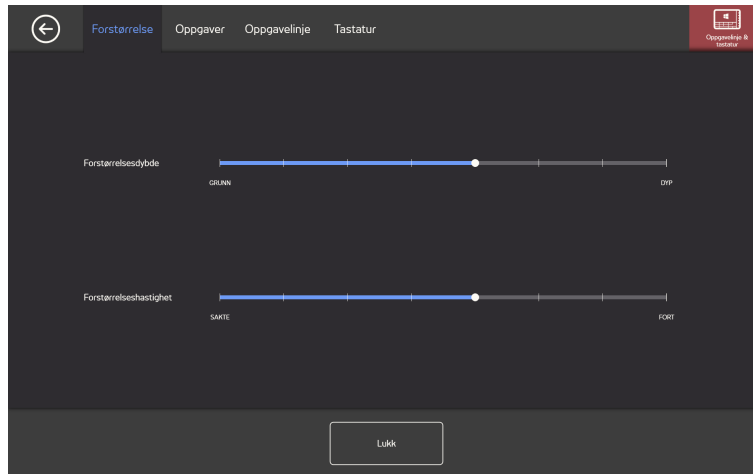 Forstørrelse Oppgaver Oppgavelinje Tastatur
Oppgavelinje &
tastatur
Forstørrelsesdybde
GRUNN DYP
Forstørrelseshastighet
SAKTE FORT
Lukk